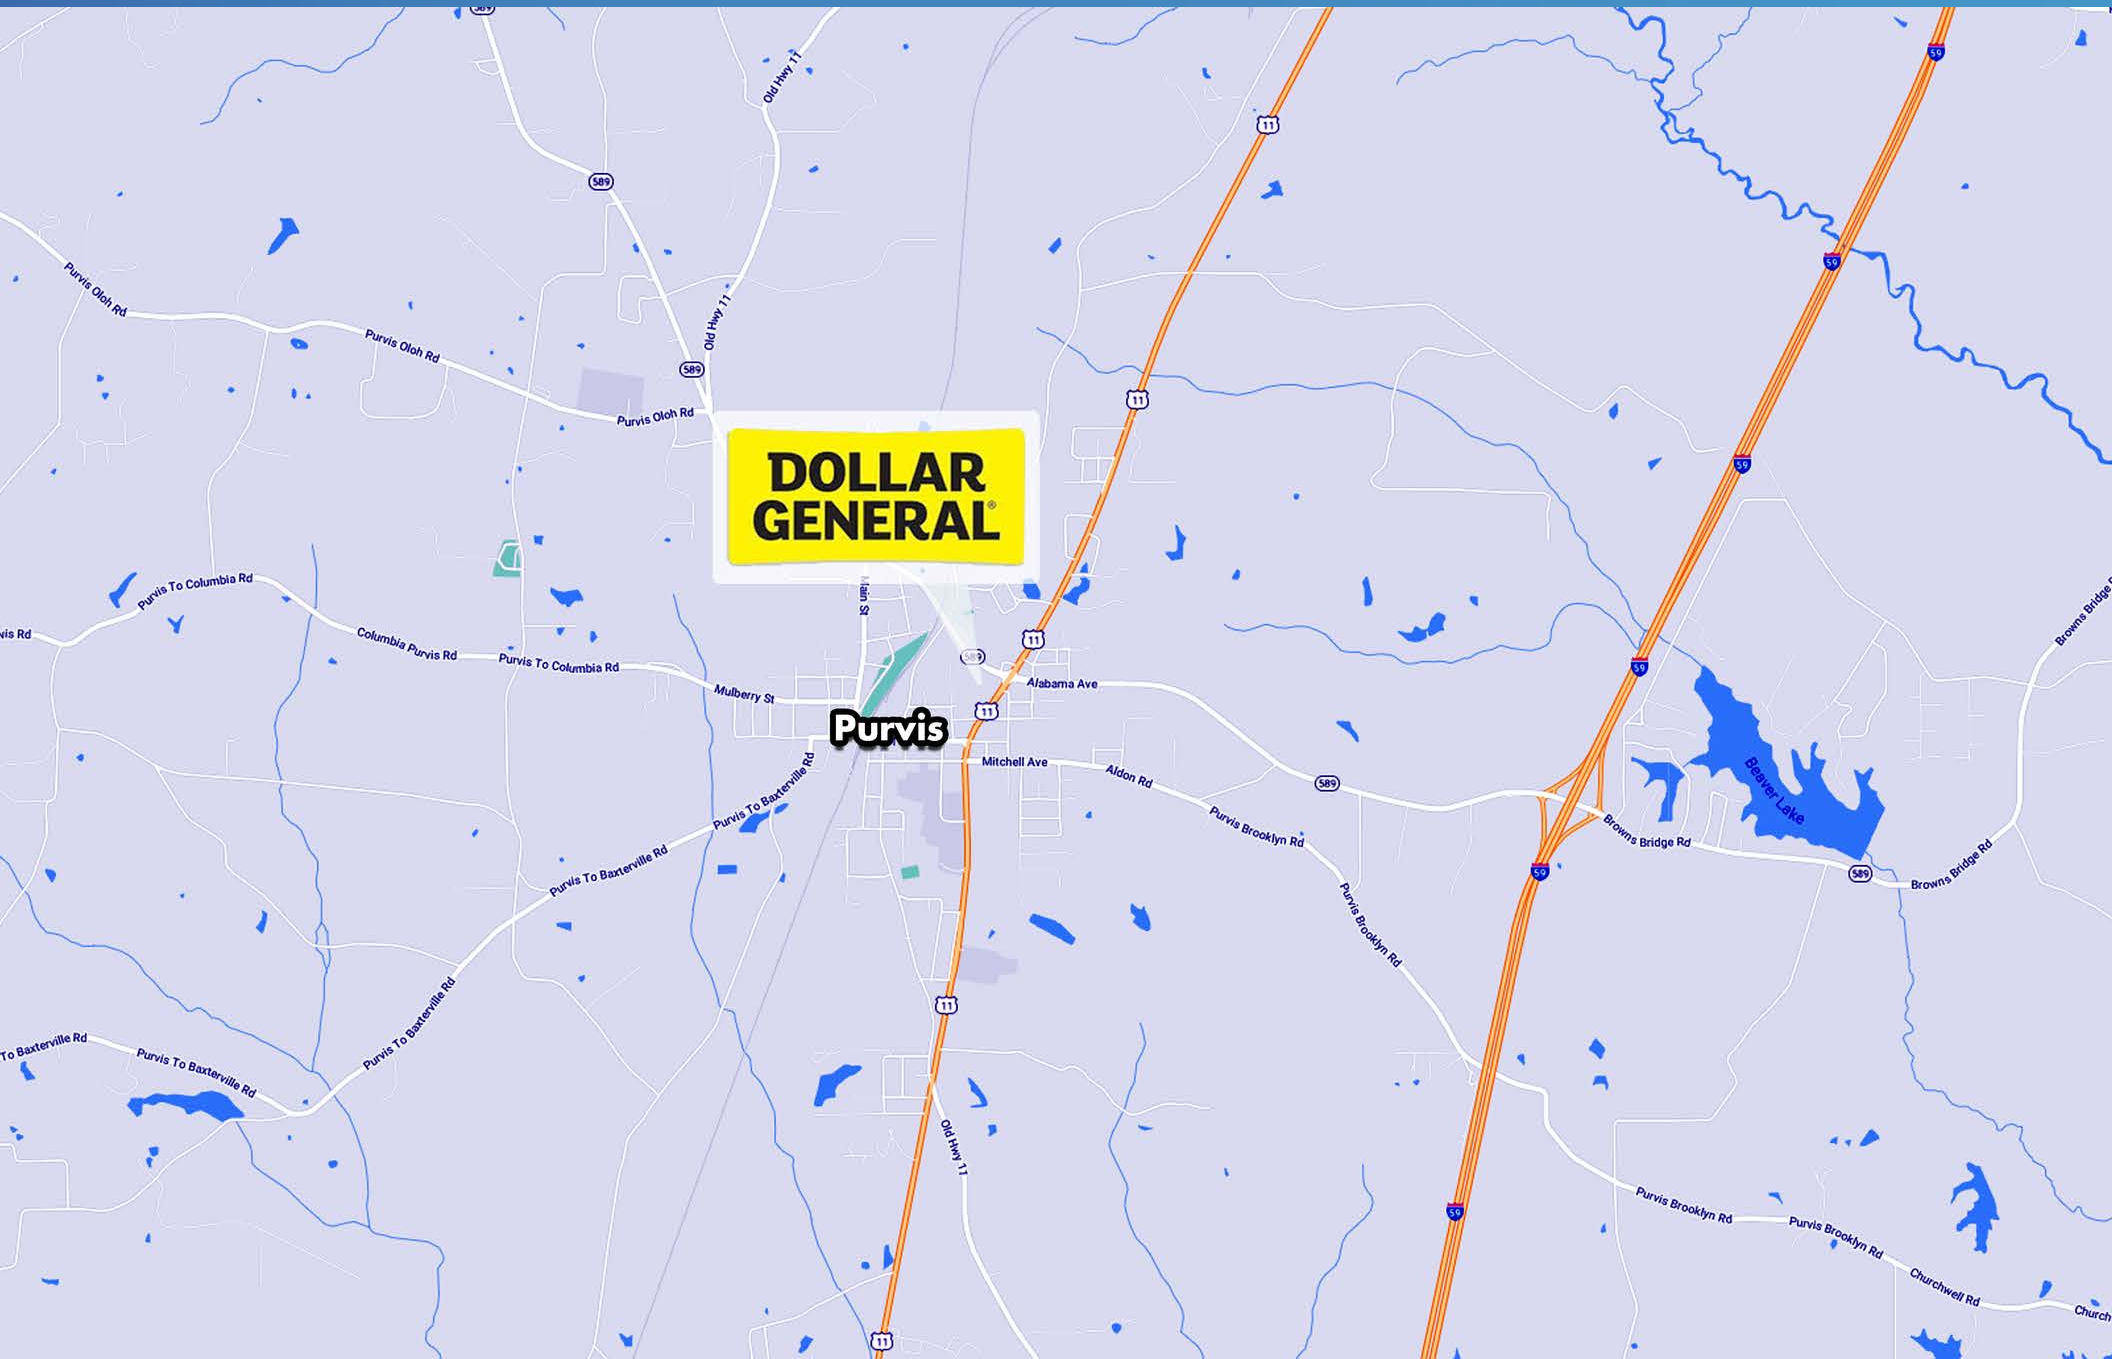 589
59
Old Hwy 11
11
589
59
Purvis Oloh Rd
Old Hwy 11
Purvis Oloh Rd
589
11
Purvis Oloh Rd
59
DOLLAR
GENERAL®
Purvis To Columbia Rd
Main St
Browns Bridge
vis Rd
Columbia Purvis Rd
Purvis To Columbia Rd
11
589
59
Alabama Ave
Mulberry St
11
Purvis
Mitchell Ave
Aldon Rd
589
Beaver Lake
Purvis To Baxterville Rd
Purvis Brooklyn Rd
Browns Bridge Rd
Purvis To Baxterville Rd
59
589
Browns Bridge Rd
Purvis Brooklyn Rd
11
Purvis To Baxterville Rd
To Baxterville Rd
Purvis To Baxterville Rd
Old Hwy 11
59
Purvis Brooklyn Rd
Purvis Brooklyn Rd
Churchwell Rd
Church
11